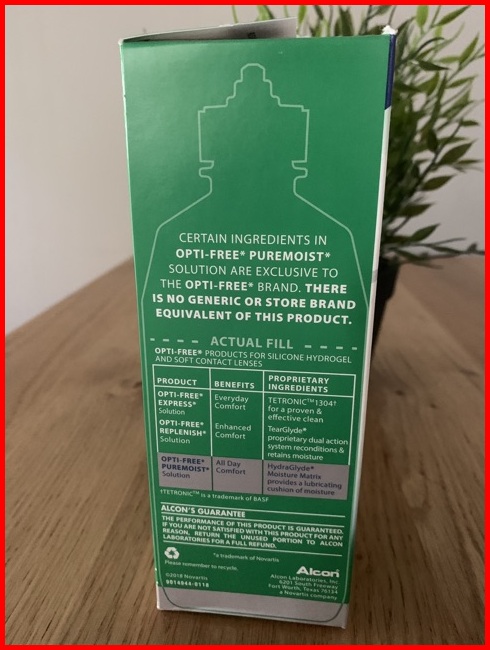 CERTAIN INGREDIENTS IN
OPTI-FREE* PUREMOIST*
SOLUTION ARE EXCLUSIVE TO
THE OPTI-FREE* BRAND. THERE
IS NO GENERIC OR STORE BRAND
EQUIVALENT OF THIS PRODUCT.
---- ACTUAL FILL ----
OPTI-FREE* PRODUCTS FOR SILICONE HYDROGEL
AND SOFT CONTACT LENSES
PRODUCT BENEFITS PROPRIETARY INGREDIENTS
OPTI-FREE* EXPRESS* Solution Everyday Comfort TETRONIC™1304† for a proven & effective clean
OPTI-FREE* REPLENISH* Solution Enhanced Comfort TearGlyde* proprietary dual action system reconditions & retains moisture
OPTI-FREE* PUREMOIST* Solution All Day Comfort HydraGlyde* Moisture Matrix provides a lubricating cushion of moisture
†TETRONIC™ is a trademark of BASF
ALCON'S GUARANTEE
THE PERFORMANCE OF THIS PRODUCT IS GUARANTEED.
IF YOU ARE NOT SATISFIED WITH THIS PRODUCT FOR ANY
REASON, RETURN THE UNUSED PORTION TO ALCON
LABORATORIES FOR A FULL REFUND.
*a trademark of Novartis
Please remember to recycle.
Alcon
©2018 Novartis
9014844-0118
Alcon Laboratories, Inc.
6201 South Freeway
Fort Worth, Texas 76134
a Novartis company